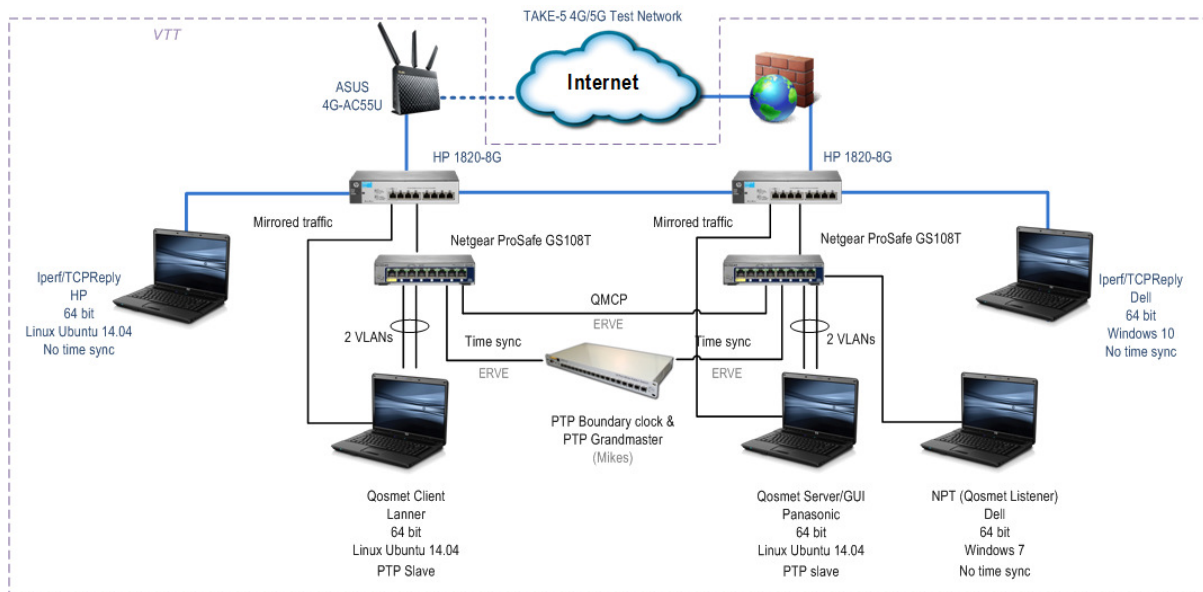 TAKE-5 4G/5G Test Network
VTT
ASUS
4G-AC55U
Internet
HP 1820-8G
HP 1820-8G
Mirrored traffic
Mirrored traffic
Netgear ProSafe GS108T
Netgear ProSafe GS108T
Iperf/TCPReply
HP
64 bit
Linux Ubuntu 14.04
No time sync
Iperf/TCPReply
Dell
64 bit
Windows 10
No time sync
QMCP
ERVE
2 VLANs
Time sync
ERVE
Time sync
ERVE
2 VLANs
PTP Boundary clock &
PTP Grandmaster
(Mikes)
Qosmet Client
Lanner
64 bit
Linux Ubuntu 14.04
PTP Slave
Qosmet Server/GUI
Panasonic
64 bit
Linux Ubuntu 14.04
PTP slave
NPT (Qosmet Listener)
Dell
64 bit
Windows 7
No time sync